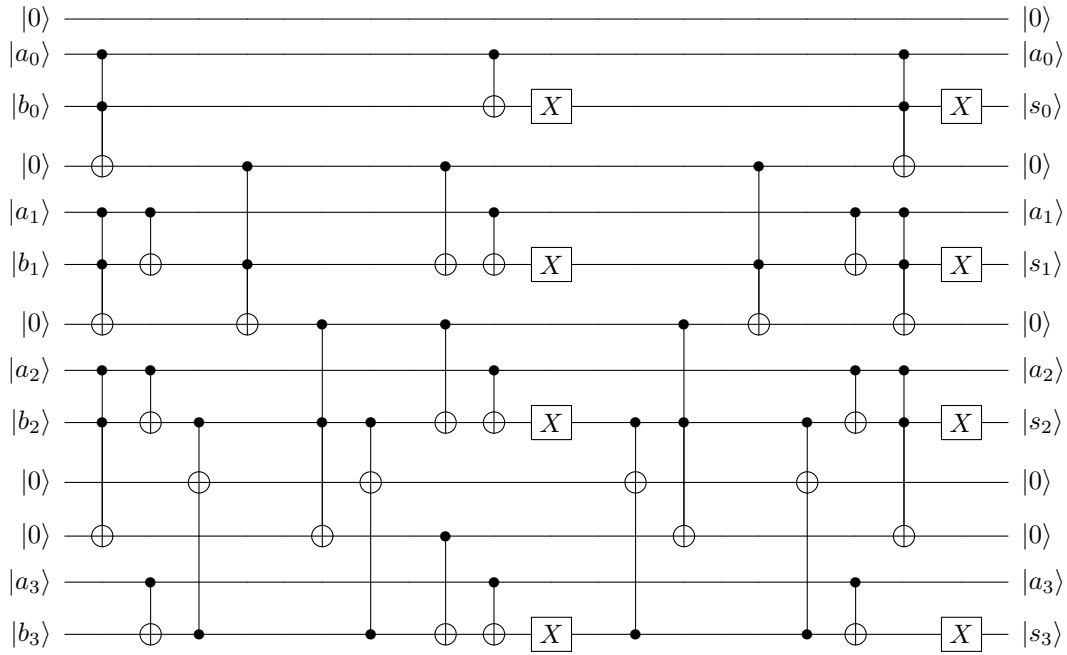 |0⟩ |0⟩
|a₀⟩ |a₀⟩
|b₀⟩ X X |s₀⟩
|0⟩ |0⟩
|a₁⟩ |a₁⟩
|b₁⟩ X X |s₁⟩
|0⟩ |0⟩
|a₂⟩ |a₂⟩
|b₂⟩ X X |s₂⟩
|0⟩ |0⟩
|0⟩ |0⟩
|a₃⟩ |a₃⟩
|b₃⟩ X X |s₃⟩